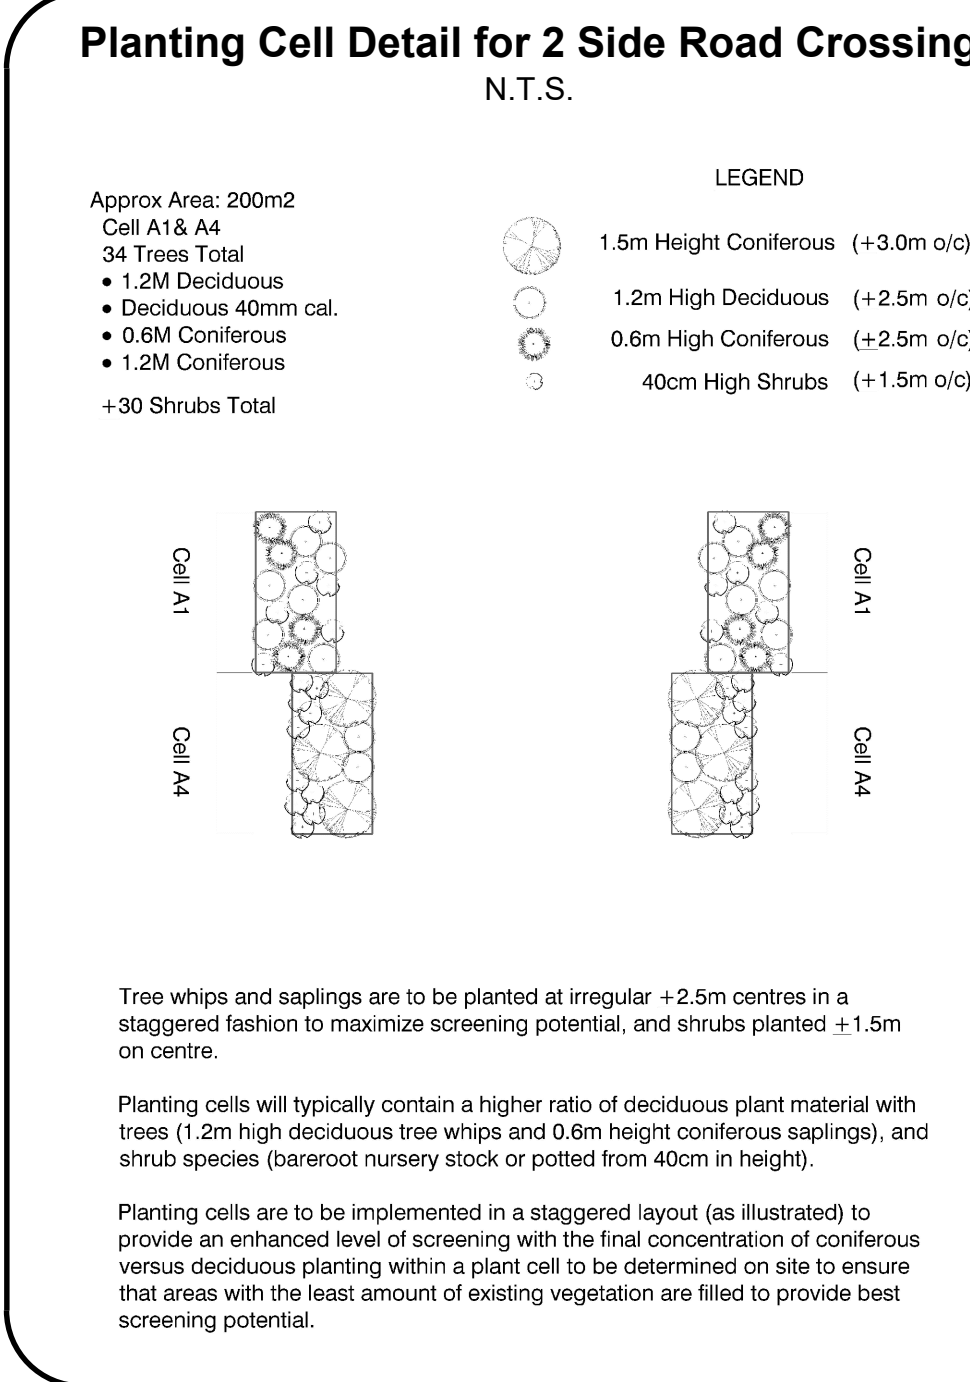 Planting Cell Detail for 2 Side Road Crossing
N.T.S.
Approx Area: 200m2
Cell A1& A4
34 Trees Total
• 1.2M Deciduous
• Deciduous 40mm cal.
• 0.6M Coniferous
• 1.2M Coniferous
+30 Shrubs Total
LEGEND
1.5m Height Coniferous (+3.0m o/c)
1.2m High Deciduous (+2.5m o/c)
0.6m High Coniferous (±2.5m o/c)
40cm High Shrubs (+1.5m o/c)
Cell A1
Cell A4
Cell A1
Cell A4
Tree whips and saplings are to be planted at irregular +2.5m centres in a
staggered fashion to maximize screening potential, and shrubs planted ±1.5m
on centre.
Planting cells will typically contain a higher ratio of deciduous plant material with
trees (1.2m high deciduous tree whips and 0.6m height coniferous saplings), and
shrub species (bareroot nursery stock or potted from 40cm in height).
Planting cells are to be implemented in a staggered layout (as illustrated) to
provide an enhanced level of screening with the final concentration of coniferous
versus deciduous planting within a plant cell to be determined on site to ensure
that areas with the least amount of existing vegetation are filled to provide best
screening potential.